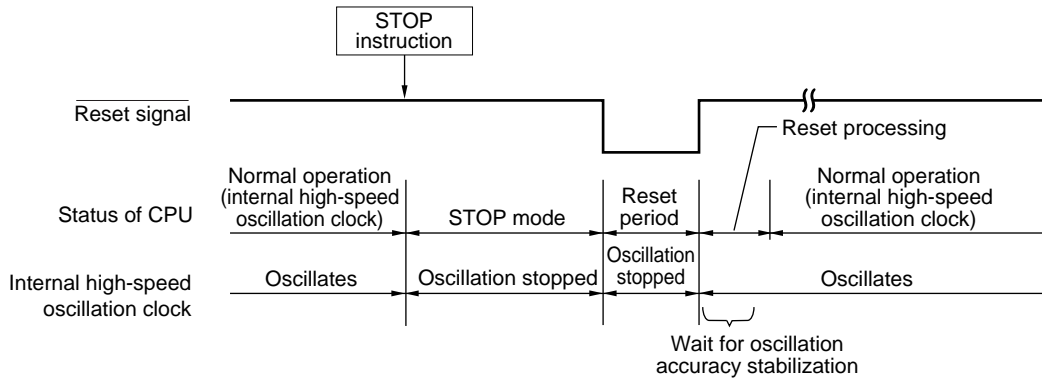 STOP
instruction
Reset signal
Reset processing
Status of CPU
Normal operation
(internal high-speed
oscillation clock)
STOP mode
Reset
period
Normal operation
(internal high-speed
oscillation clock)
Internal high-speed
oscillation clock
Oscillates
Oscillation stopped
Oscillation
stopped
Oscillates
Wait for oscillation
accuracy stabilization